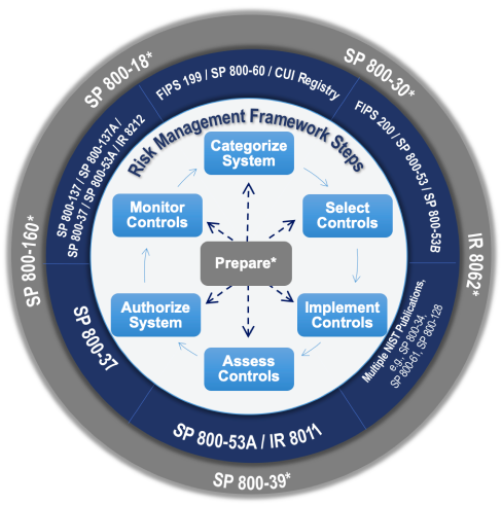 SP 800-18*
SP 800-30*
IR 8062*
SP 800-39*
SP 800-160*
FIPS 199 / SP 800-60 / CUI Registry
FIPS 200 / SP 800-53 / SP 800-53B
Multiple NIST Publications,
e.g., SP 800-34,
SP 800-61, SP 800-128
SP 800-53A / IR 8011
SP 800-37
SP 800-137 / SP 800-137A /
SP 800-37 / SP 800-53A / IR 8212
Risk Management Framework Steps
Categorize
System
Select
Controls
Implement
Controls
Assess
Controls
Authorize
System
Monitor
Controls
Prepare*